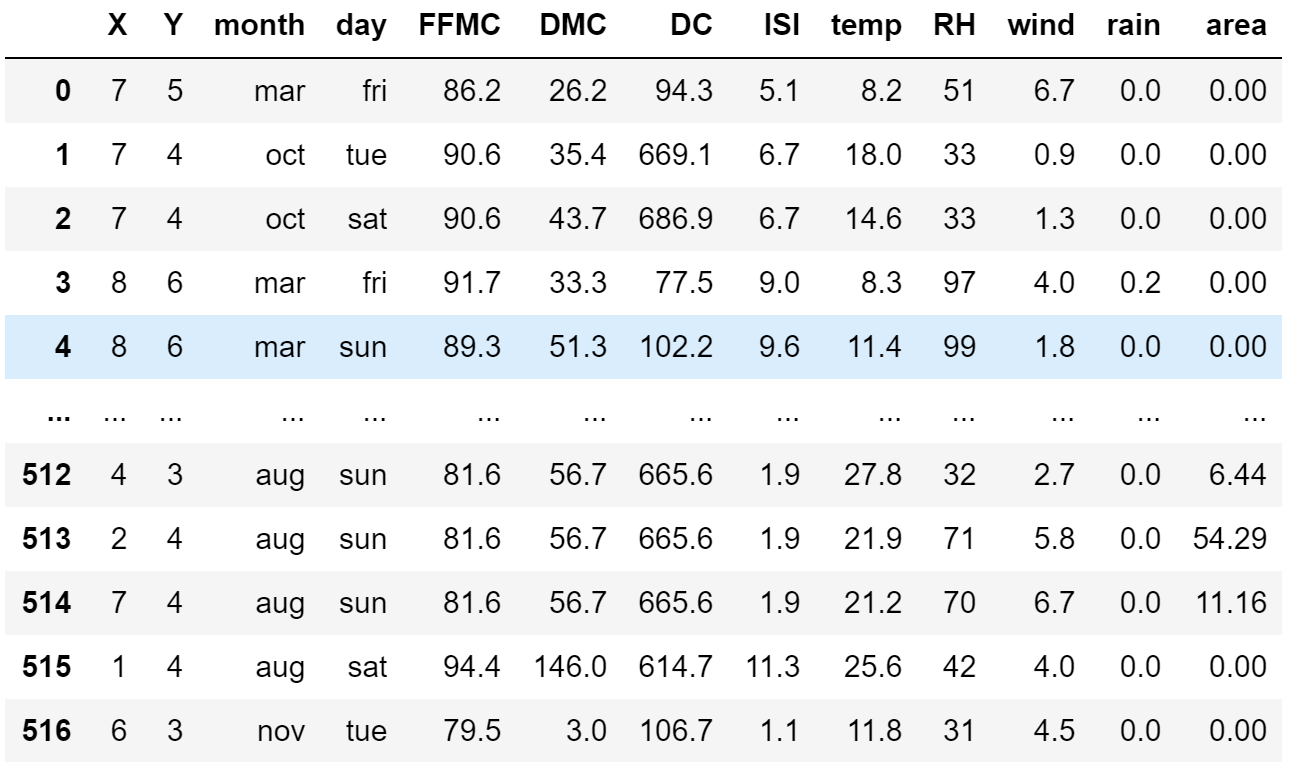 X Y month day FFMC DMC DC ISI temp RH wind rain area
0 7 5 mar fri 86.2 26.2 94.3 5.1 8.2 51 6.7 0.0 0.00
1 7 4 oct tue 90.6 35.4 669.1 6.7 18.0 33 0.9 0.0 0.00
2 7 4 oct sat 90.6 43.7 686.9 6.7 14.6 33 1.3 0.0 0.00
3 8 6 mar fri 91.7 33.3 77.5 9.0 8.3 97 4.0 0.2 0.00
4 8 6 mar sun 89.3 51.3 102.2 9.6 11.4 99 1.8 0.0 0.00
... ... ... ... ... ... ... ... ... ... ... ... ... ...
512 4 3 aug sun 81.6 56.7 665.6 1.9 27.8 32 2.7 0.0 6.44
513 2 4 aug sun 81.6 56.7 665.6 1.9 21.9 71 5.8 0.0 54.29
514 7 4 aug sun 81.6 56.7 665.6 1.9 21.2 70 6.7 0.0 11.16
515 1 4 aug sat 94.4 146.0 614.7 11.3 25.6 42 4.0 0.0 0.00
516 6 3 nov tue 79.5 3.0 106.7 1.1 11.8 31 4.5 0.0 0.00